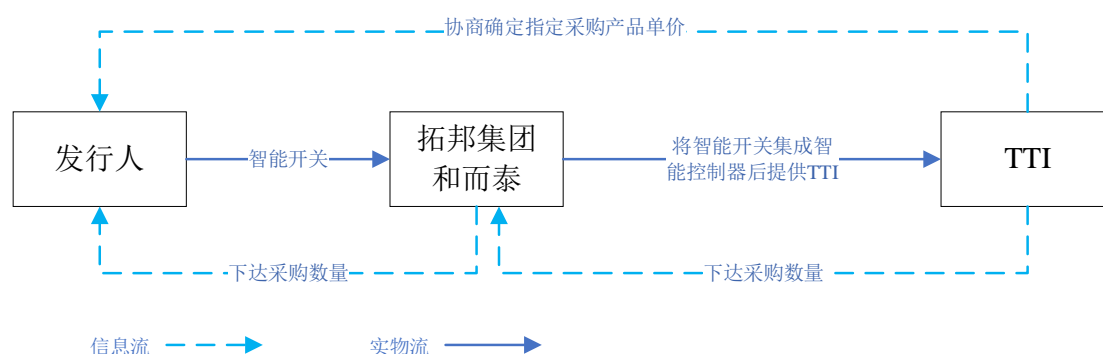 协商确定指定采购产品单价
发行人
智能开关
拓邦集团
和而泰
将智能开关集成智
能控制器后提供TTI
TTI
下达采购数量
下达采购数量
信息流
实物流